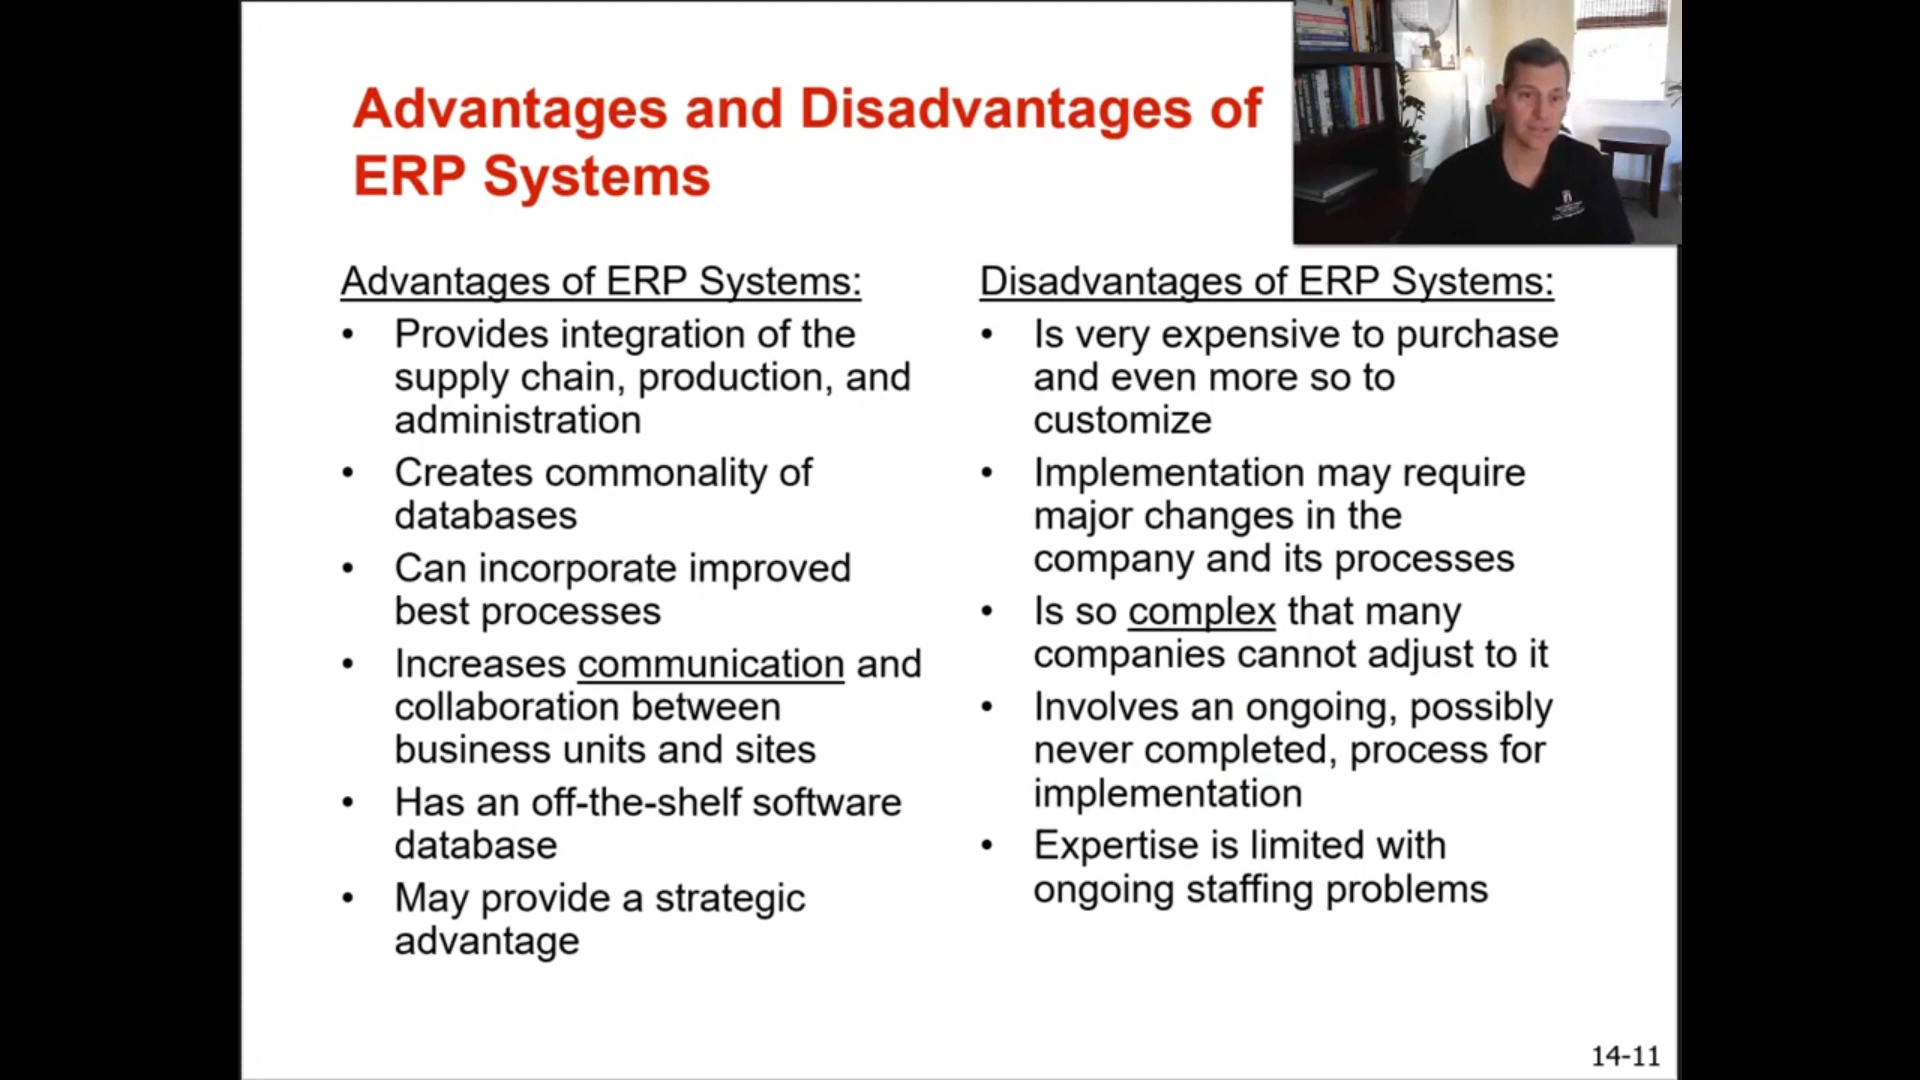 Advantages and Disadvantages of
ERP Systems
Advantages of ERP Systems:
• Provides integration of the
supply chain, production, and
administration
• Creates commonality of
databases
• Can incorporate improved
best processes
• Increases communication and
collaboration between
business units and sites
• Has an off-the-shelf software
database
• May provide a strategic
advantage
Disadvantages of ERP Systems:
• Is very expensive to purchase
and even more so to
customize
• Implementation may require
major changes in the
company and its processes
• Is so complex that many
companies cannot adjust to it
• Involves an ongoing, possibly
never completed, process for
implementation
• Expertise is limited with
ongoing staffing problems
14-11